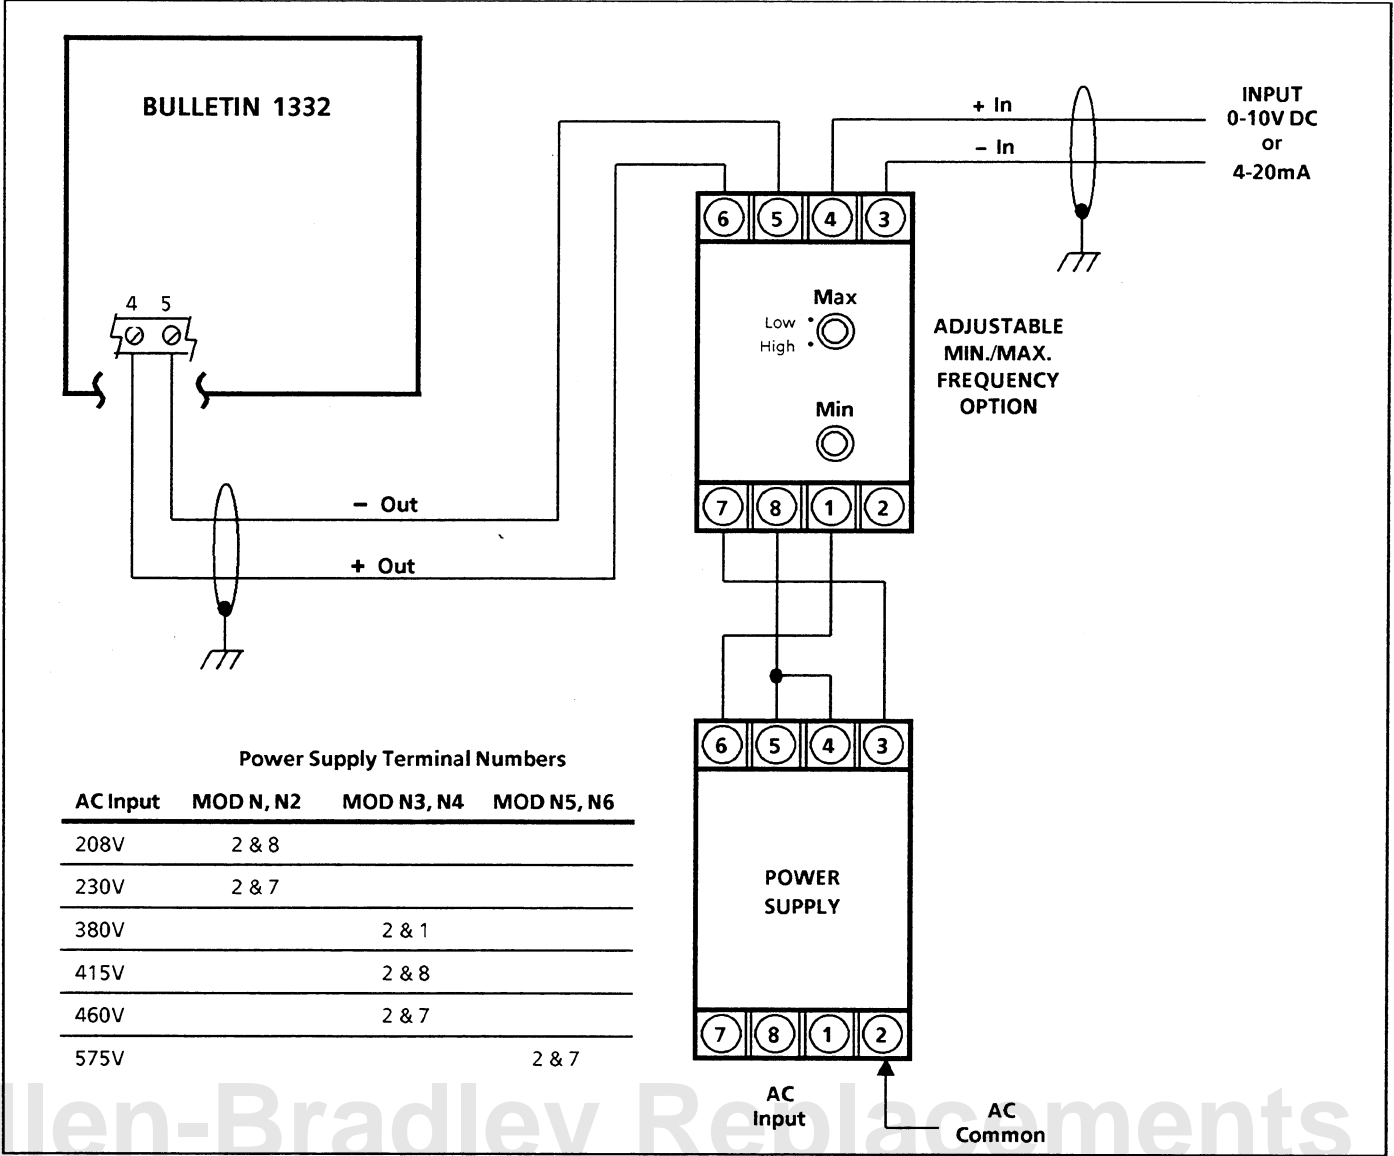 BULLETIN 1332
4 5
- Out
+ Out
+ In
- In
INPUT
0-10V DC
or
4-20mA
6 5 4 3
Max
Low
High
Min
7 8 1 2
ADJUSTABLE
MIN./MAX.
FREQUENCY
OPTION
6 5 4 3
POWER
SUPPLY
7 8 1 2
AC
Input
AC
Common
Power Supply Terminal Numbers
AC Input MOD N, N2 MOD N3, N4 MOD N5, N6
208V 2 & 8
230V 2 & 7
380V 2 & 1
415V 2 & 8
460V 2 & 7
575V 2 & 7
llen-Bradley Replacements